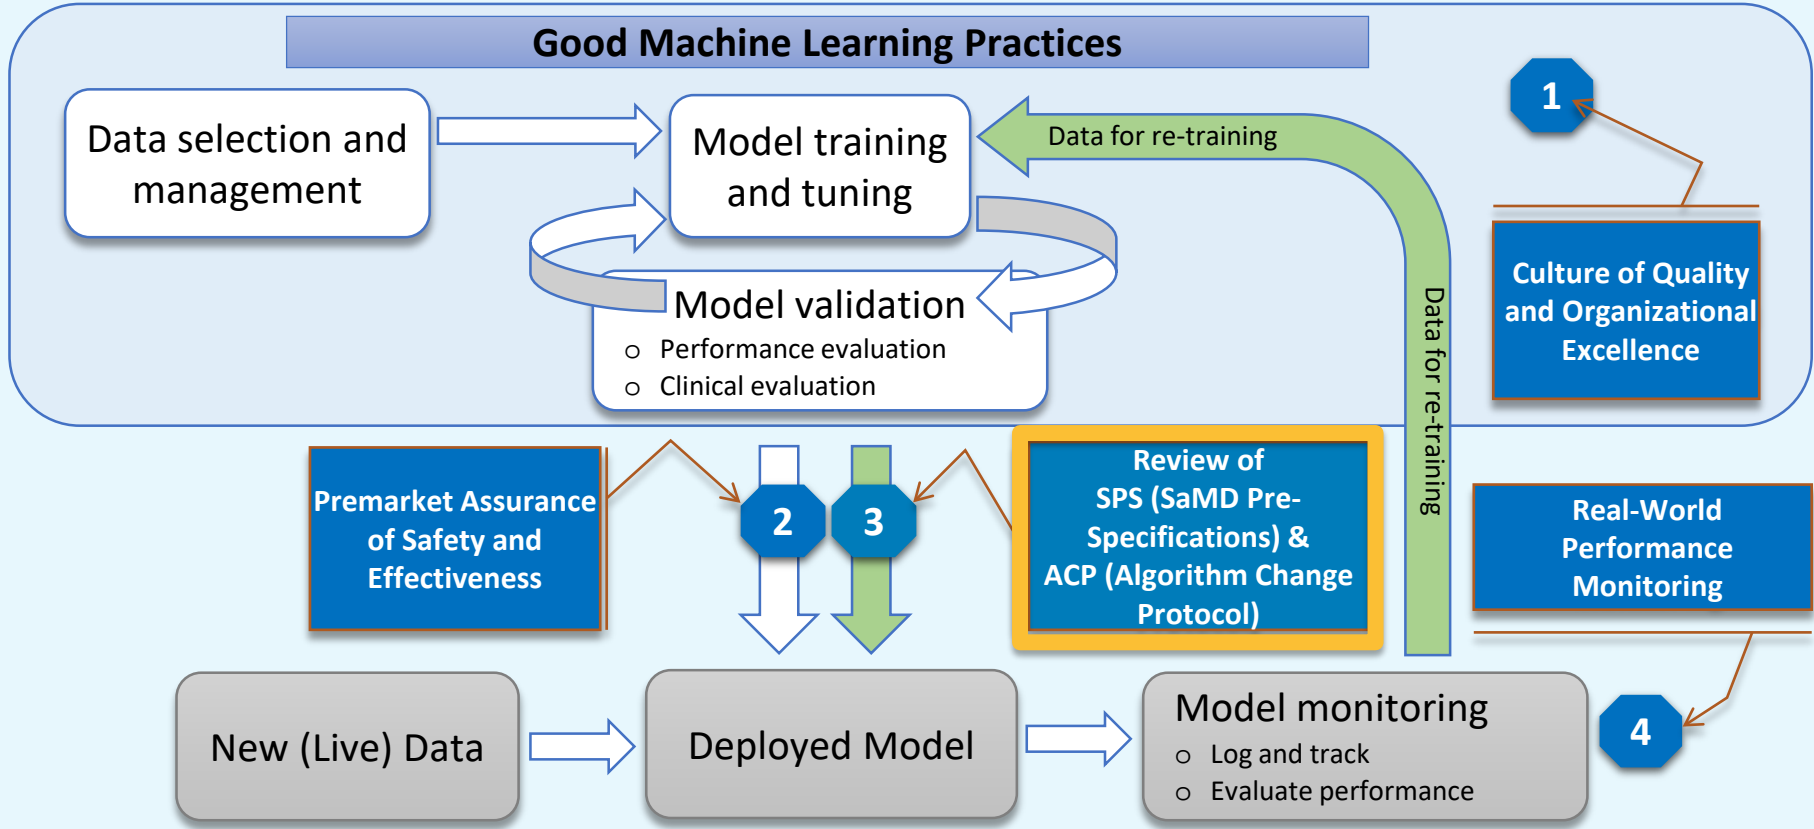 Good Machine Learning Practices
1
Data selection and
management
Model training
and tuning
Data for re-training
Culture of Quality
and Organizational
Excellence
Model validation
o Performance evaluation
o Clinical evaluation
Data for re-training
Premarket Assurance
of Safety and
Effectiveness
2
3
Review of
SPS (SaMD Pre-
Specifications) &
ACP (Algorithm Change
Protocol)
Real-World
Performance
Monitoring
New (Live) Data
Deployed Model
Model monitoring
o Log and track
o Evaluate performance
4